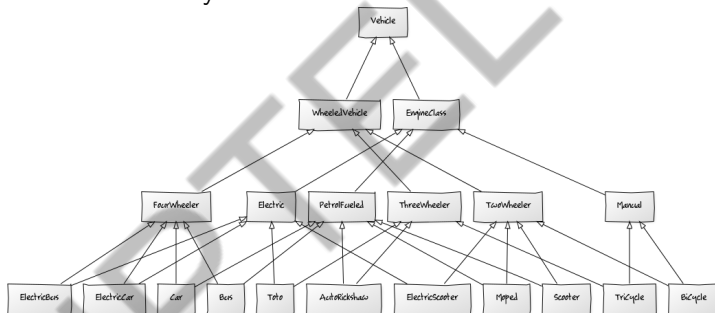 Vehicle
WheeledVehicle EngineClass
FourWheeler Electric PetrolFueled ThreeWheeler TwoWheeler Manual
ElectricBus ElectricCar Car Bus Toto AutoRickshaw ElectricScooter Moped Scooter TriCycle BiCycle